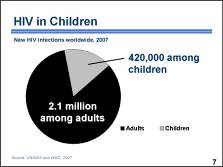 HIV in Children
New HIV infections worldwide, 2007
420,000 among
children
2.1 million
among adults
Adults
Children
Source: UNAIDS and WHO, 2007
7